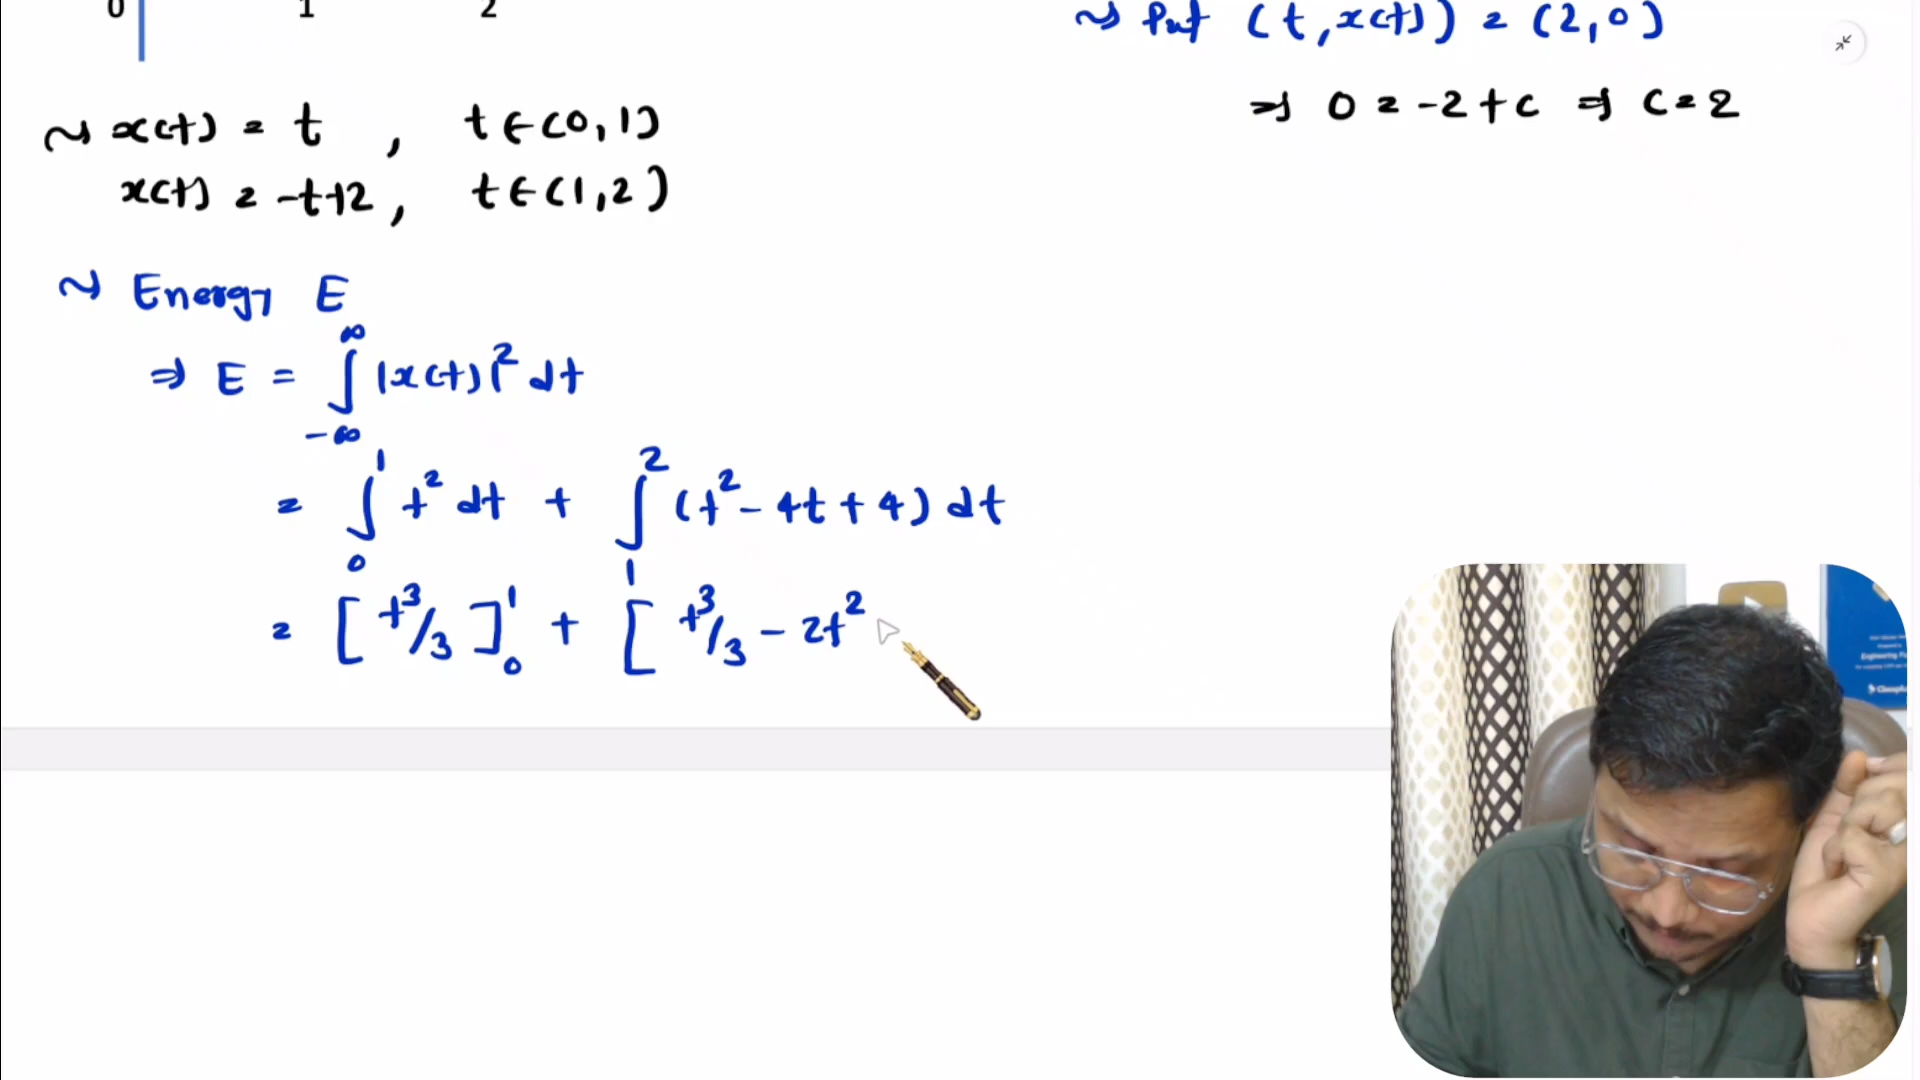 0 1 2
~> Put (t, x(t)) = (2, 0)
=> 0 = -2 + c => c = 2
~> x(t) = t , t ∈ (0, 1)
x(t) = -t+2 , t ∈ (1, 2)
~> Energy E
=> E = ∫_{-∞}^{∞} |x(t)|² dt
= ∫_0^1 t² dt + ∫_1^2 (t² - 4t + 4) dt
= [t³/3]_0^1 + [t³/3 - 2t²